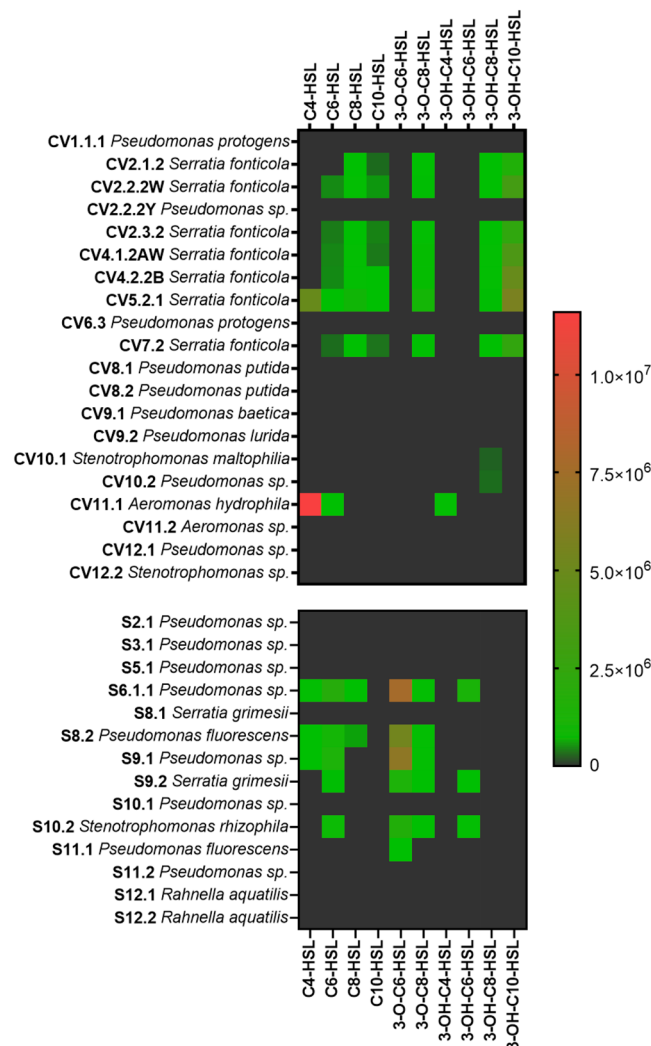 C4-HSL
C6-HSL
C8-HSL
C10-HSL
3-O-C6-HSL
3-O-C8-HSL
3-OH-C4-HSL
3-OH-C6-HSL
3-OH-C8-HSL
3-OH-C10-HSL
CV1.1.1 Pseudomonas protogens
CV2.1.2 Serratia fonticola
CV2.2.2W Serratia fonticola
CV2.2.2Y Pseudomonas sp.
CV2.3.2 Serratia fonticola
CV4.1.2AW Serratia fonticola
CV4.2.2B Serratia fonticola
CV5.2.1 Serratia fonticola
CV6.3 Pseudomonas protogens
CV7.2 Serratia fonticola
CV8.1 Pseudomonas putida
CV8.2 Pseudomonas putida
CV9.1 Pseudomonas baetica
CV9.2 Pseudomonas lurida
CV10.1 Stenotrophomonas maltophilia
CV10.2 Pseudomonas sp.
CV11.1 Aeromonas hydrophila
CV11.2 Aeromonas sp.
CV12.1 Pseudomonas sp.
CV12.2 Stenotrophomonas sp.
1.0×10⁷
7.5×10⁶
5.0×10⁶
2.5×10⁶
0
S2.1 Pseudomonas sp.
S3.1 Pseudomonas sp.
S5.1 Pseudomonas sp.
S6.1.1 Pseudomonas sp.
S8.1 Serratia grimesii
S8.2 Pseudomonas fluorescens
S9.1 Pseudomonas sp.
S9.2 Serratia grimesii
S10.1 Pseudomonas sp.
S10.2 Stenotrophomonas rhizophila
S11.1 Pseudomonas fluorescens
S11.2 Pseudomonas sp.
S12.1 Rahnella aquatilis
S12.2 Rahnella aquatilis
C4-HSL
C6-HSL
C8-HSL
C10-HSL
3-O-C6-HSL
3-O-C8-HSL
3-OH-C4-HSL
3-OH-C6-HSL
3-OH-C8-HSL
3-OH-C10-HSL